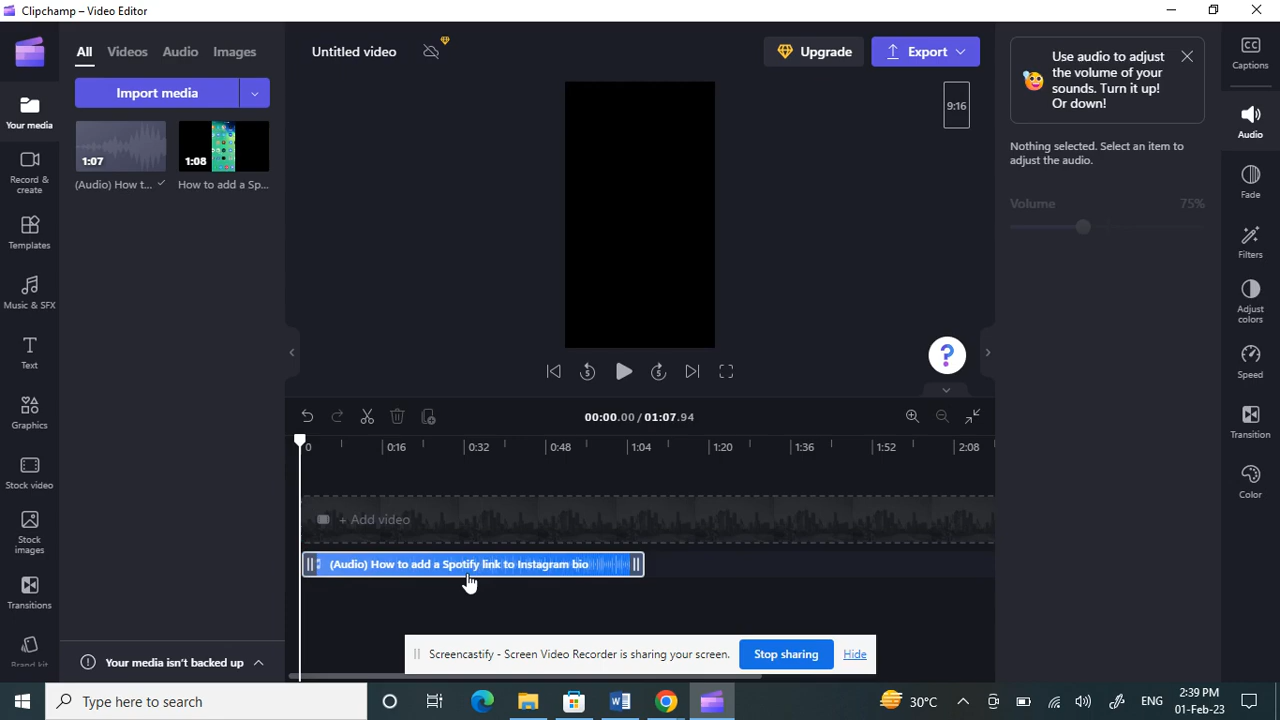 Clipchamp – Video Editor
All Videos Audio Images
Untitled video
Upgrade
Export
Use audio to adjust
the volume of your
sounds. Turn it up!
Or down!
CC
Captions
Import media
Your media
1:07
1:08
(Audio) How t...
How to add a Sp...
9:16
Audio
Nothing selected. Select an item to
adjust the audio.
Record &
create
Fade
Volume 75%
Templates
Filters
Music & SFX
Adjust
colors
Text
5
5
?
Speed
Graphics
00:00.00 / 01:07.94
Transition
0 0:16 0:32 0:48 1:04 1:20 1:36 1:52 2:08
Stock video
Color
+ Add video
Stock
images
(Audio) How to add a Spotify link to Instagram bio
Transitions
Brand kit
Your media isn't backed up
Screencastify - Screen Video Recorder is sharing your screen.
Stop sharing
Hide
Type here to search
30°C
ENG
2:39 PM
01-Feb-23